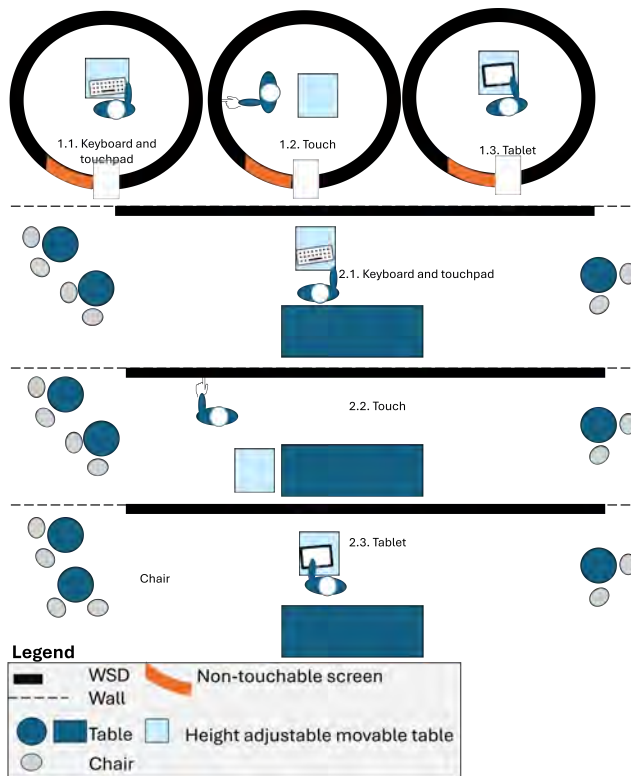 1.1. Keyboard and
touchpad
1.2. Touch
1.3. Tablet
2.1. Keyboard and touchpad
2.2. Touch
2.3. Tablet
Chair
Legend
WSD
Non-touchable screen
Wall
Table
Height adjustable movable table
Chair